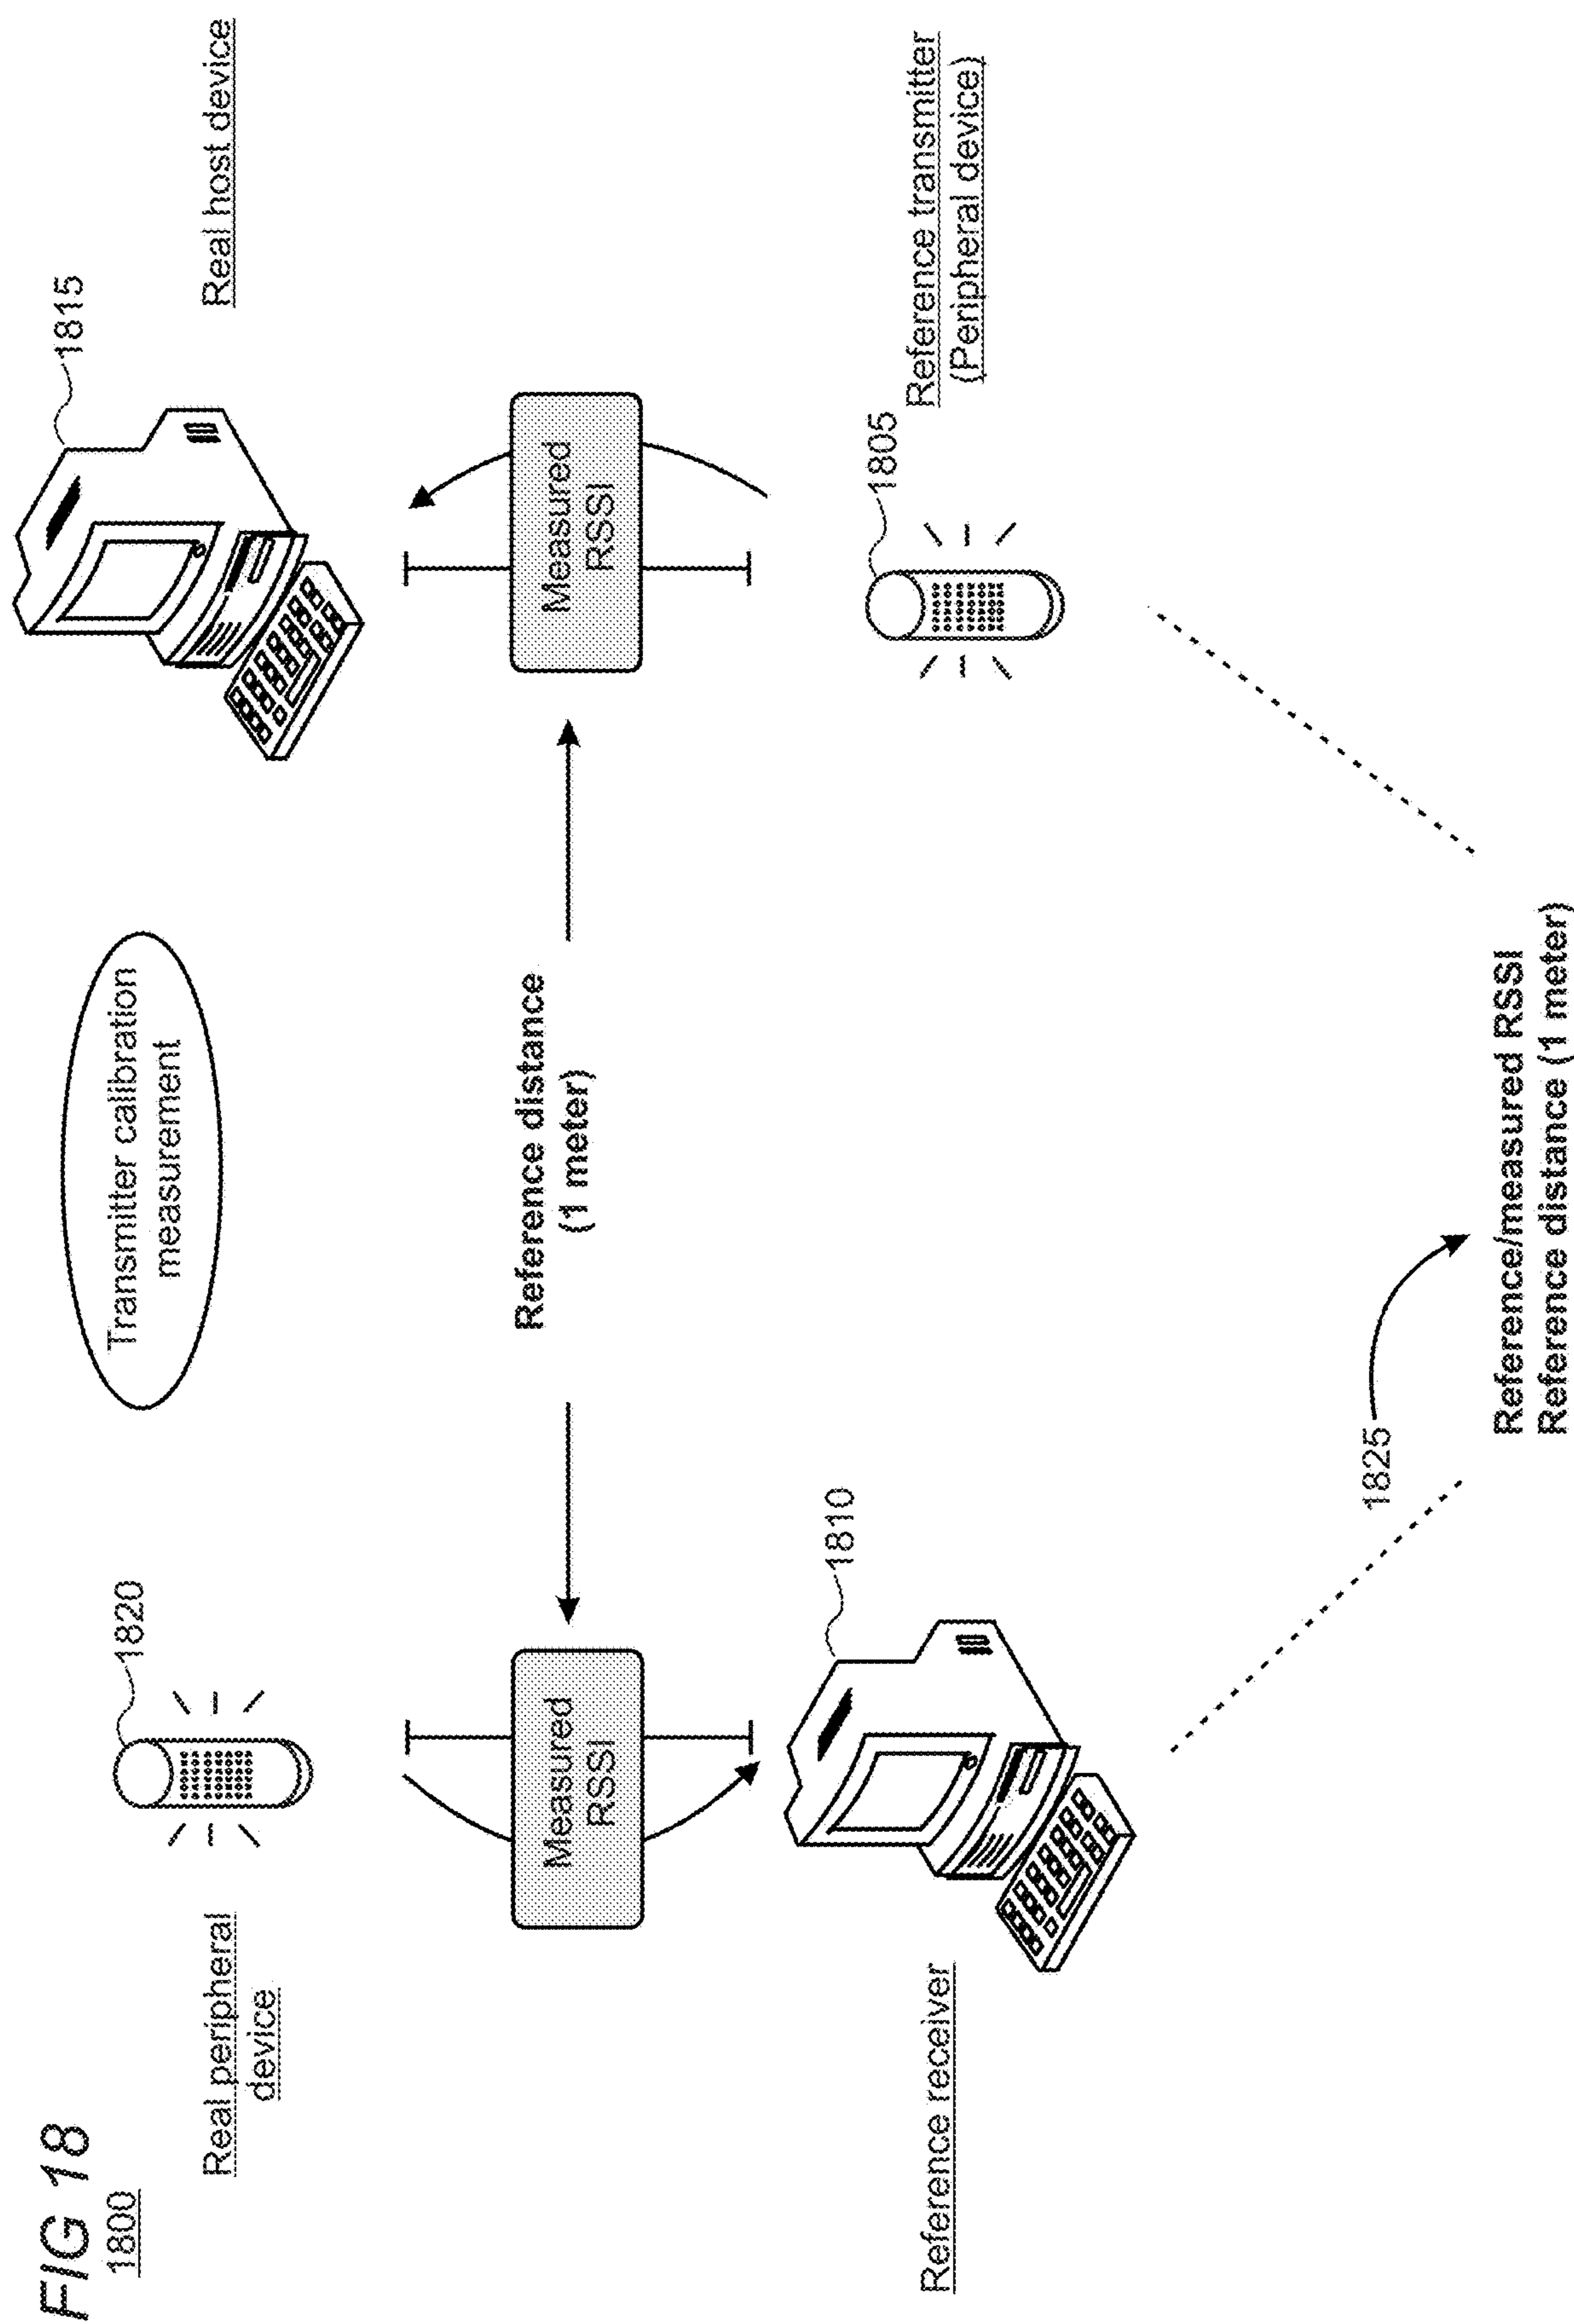 FIG 18
1800
Real peripheral
device
1820
Transmitter calibration
measurement
1815
Real host device
Measured
RSSI
Reference distance
(1 meter)
Measured
RSSI
Reference receiver
1810
1805
Reference transmitter
(Peripheral device)
1825
Reference/measured RSSI
Reference distance (1 meter)